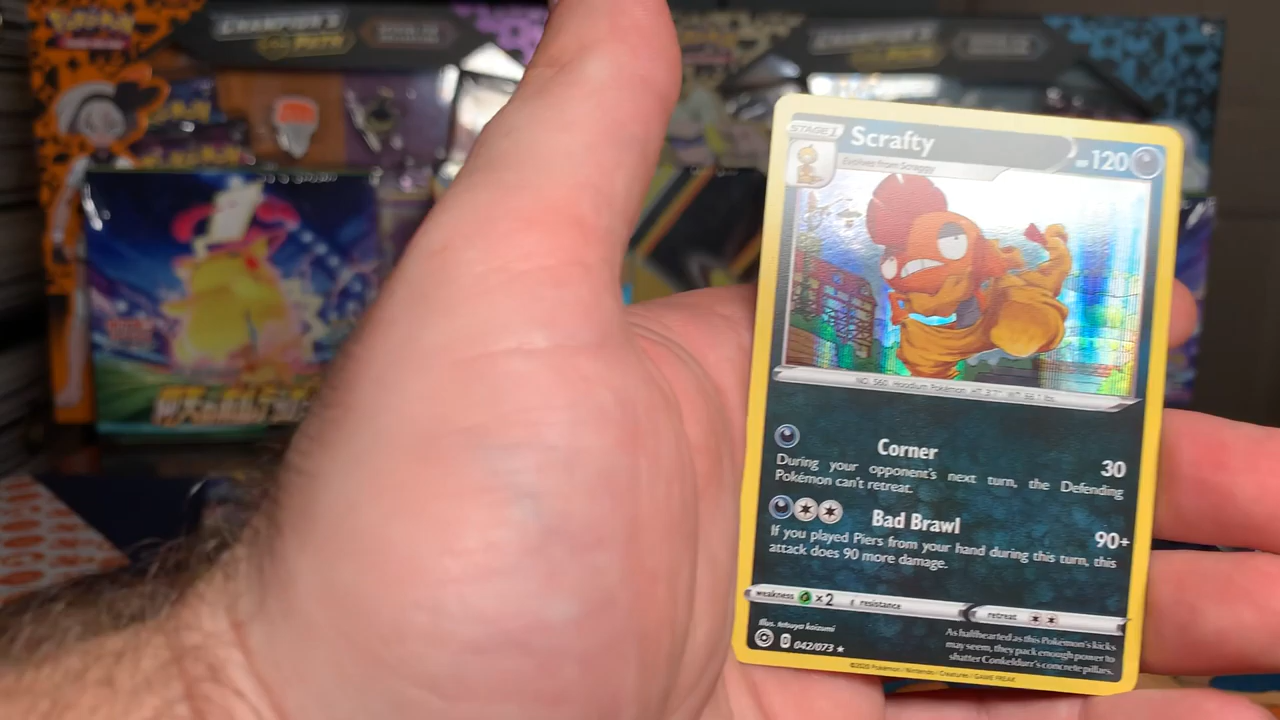 Pokémon
CHAMPION'S
PATH
CHAMPION'S
PATH
STAGE 1
Scrafty
HP 120
Evolves from Scraggy
NO. 560 Hoodlum Pokémon HT: 3'7" WT: 66.1 lbs.
Corner
30
During your opponent's next turn, the Defending
Pokémon can't retreat.
Bad Brawl
90+
If you played Piers from your hand during this turn, this
attack does 90 more damage.
weakness ×2 resistance retreat
Illus. tetsuya koizumi
042/073 ★
As halfhearted as this Pokémon's kicks
may seem, they pack enough power to
shatter Conkeldurr's concrete pillars.
©2020 Pokémon / Nintendo / Creatures / GAME FREAK